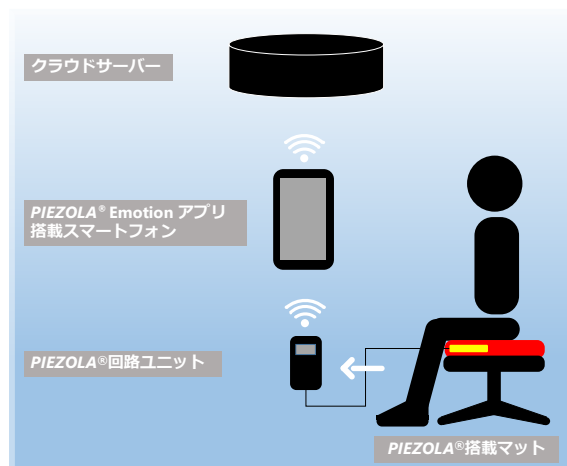 クラウドサーバー
PIEZOLA® Emotion アプリ
搭載スマートフォン
PIEZOLA®回路ユニット
PIEZOLA®搭載マット